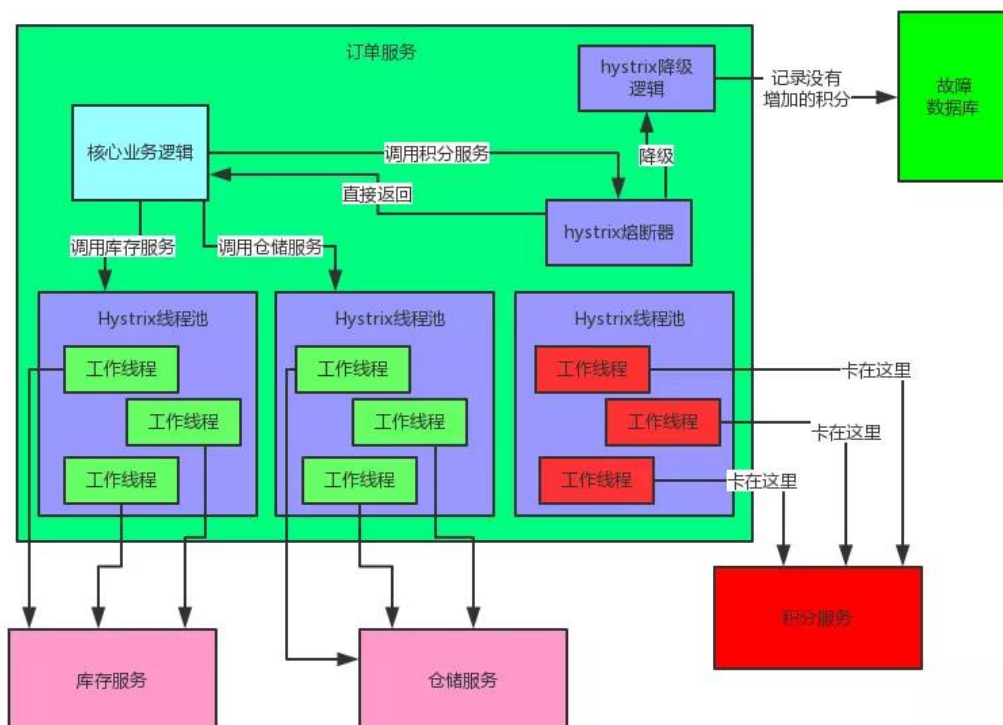 订单服务
hystrix降级
逻辑
记录没有
增加的积分
故障
数据库
核心业务逻辑
调用积分服务
降级
直接返回
hystrix熔断器
调用库存服务
调用仓储服务
Hystrix线程池
工作线程
工作线程
工作线程
Hystrix线程池
工作线程
工作线程
工作线程
Hystrix线程池
工作线程
工作线程
工作线程
卡在这里
卡在这里
卡在这里
积分服务
库存服务
仓储服务